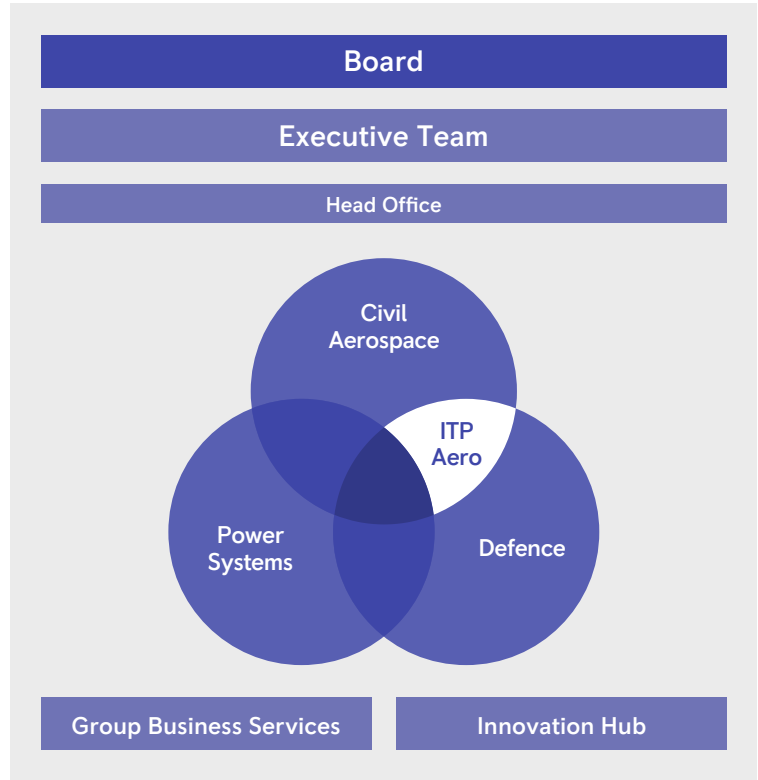 Board
Executive Team
Head Office
Civil
Aerospace
ITP
Aero
Power
Systems
Defence
Group Business Services
Innovation Hub